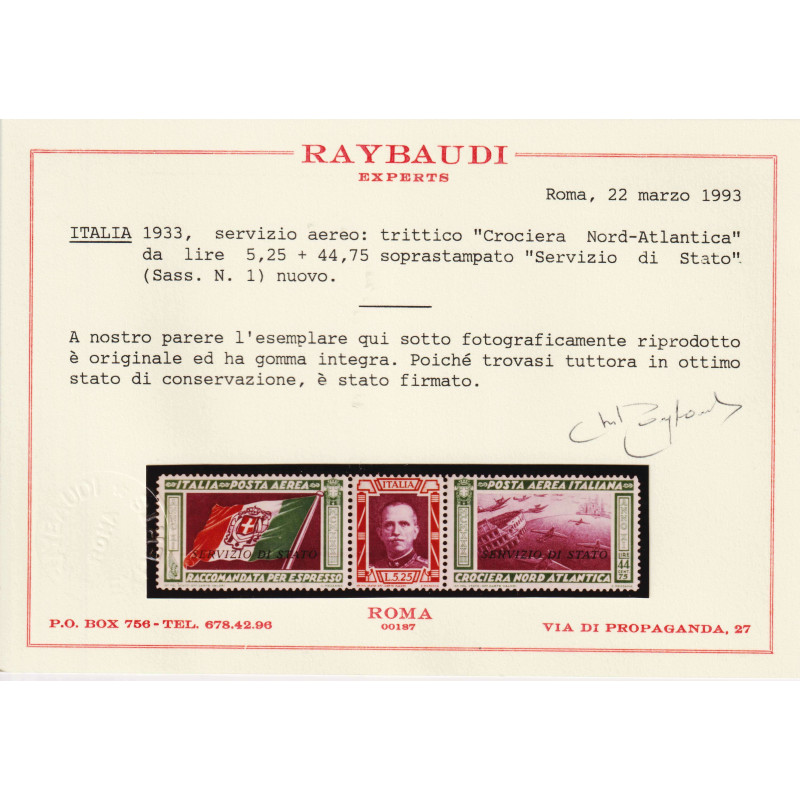 RAYBAUDI
EXPERTS
Roma, 22 marzo 1993
ITALIA 1933, servizio aereo: trittico "Crociera Nord-Atlantica"
da lire 5,25 + 44,75 soprastampato "Servizio di Stato"
(Sass. N. 1) nuovo.
A nostro parere l'esemplare qui sotto fotograficamente riprodotto
è originale ed ha gomma integra. Poiché trovasi tuttora in ottimo
stato di conservazione, è stato firmato.
ITALIA-POSTA AEREA
SERVIZIO DI STATO
RACCOMANDATA PER ESPRESSO
ITALIA
L.5.25
POSTA AEREA ITALIANA
SERVIZIO DI STATO
LIRE
44
CENT
75
CROCIERA NORD ATLANTICA
ROMA
00187
P.O. BOX 756-TEL. 678.42.96
VIA DI PROPAGANDA, 27